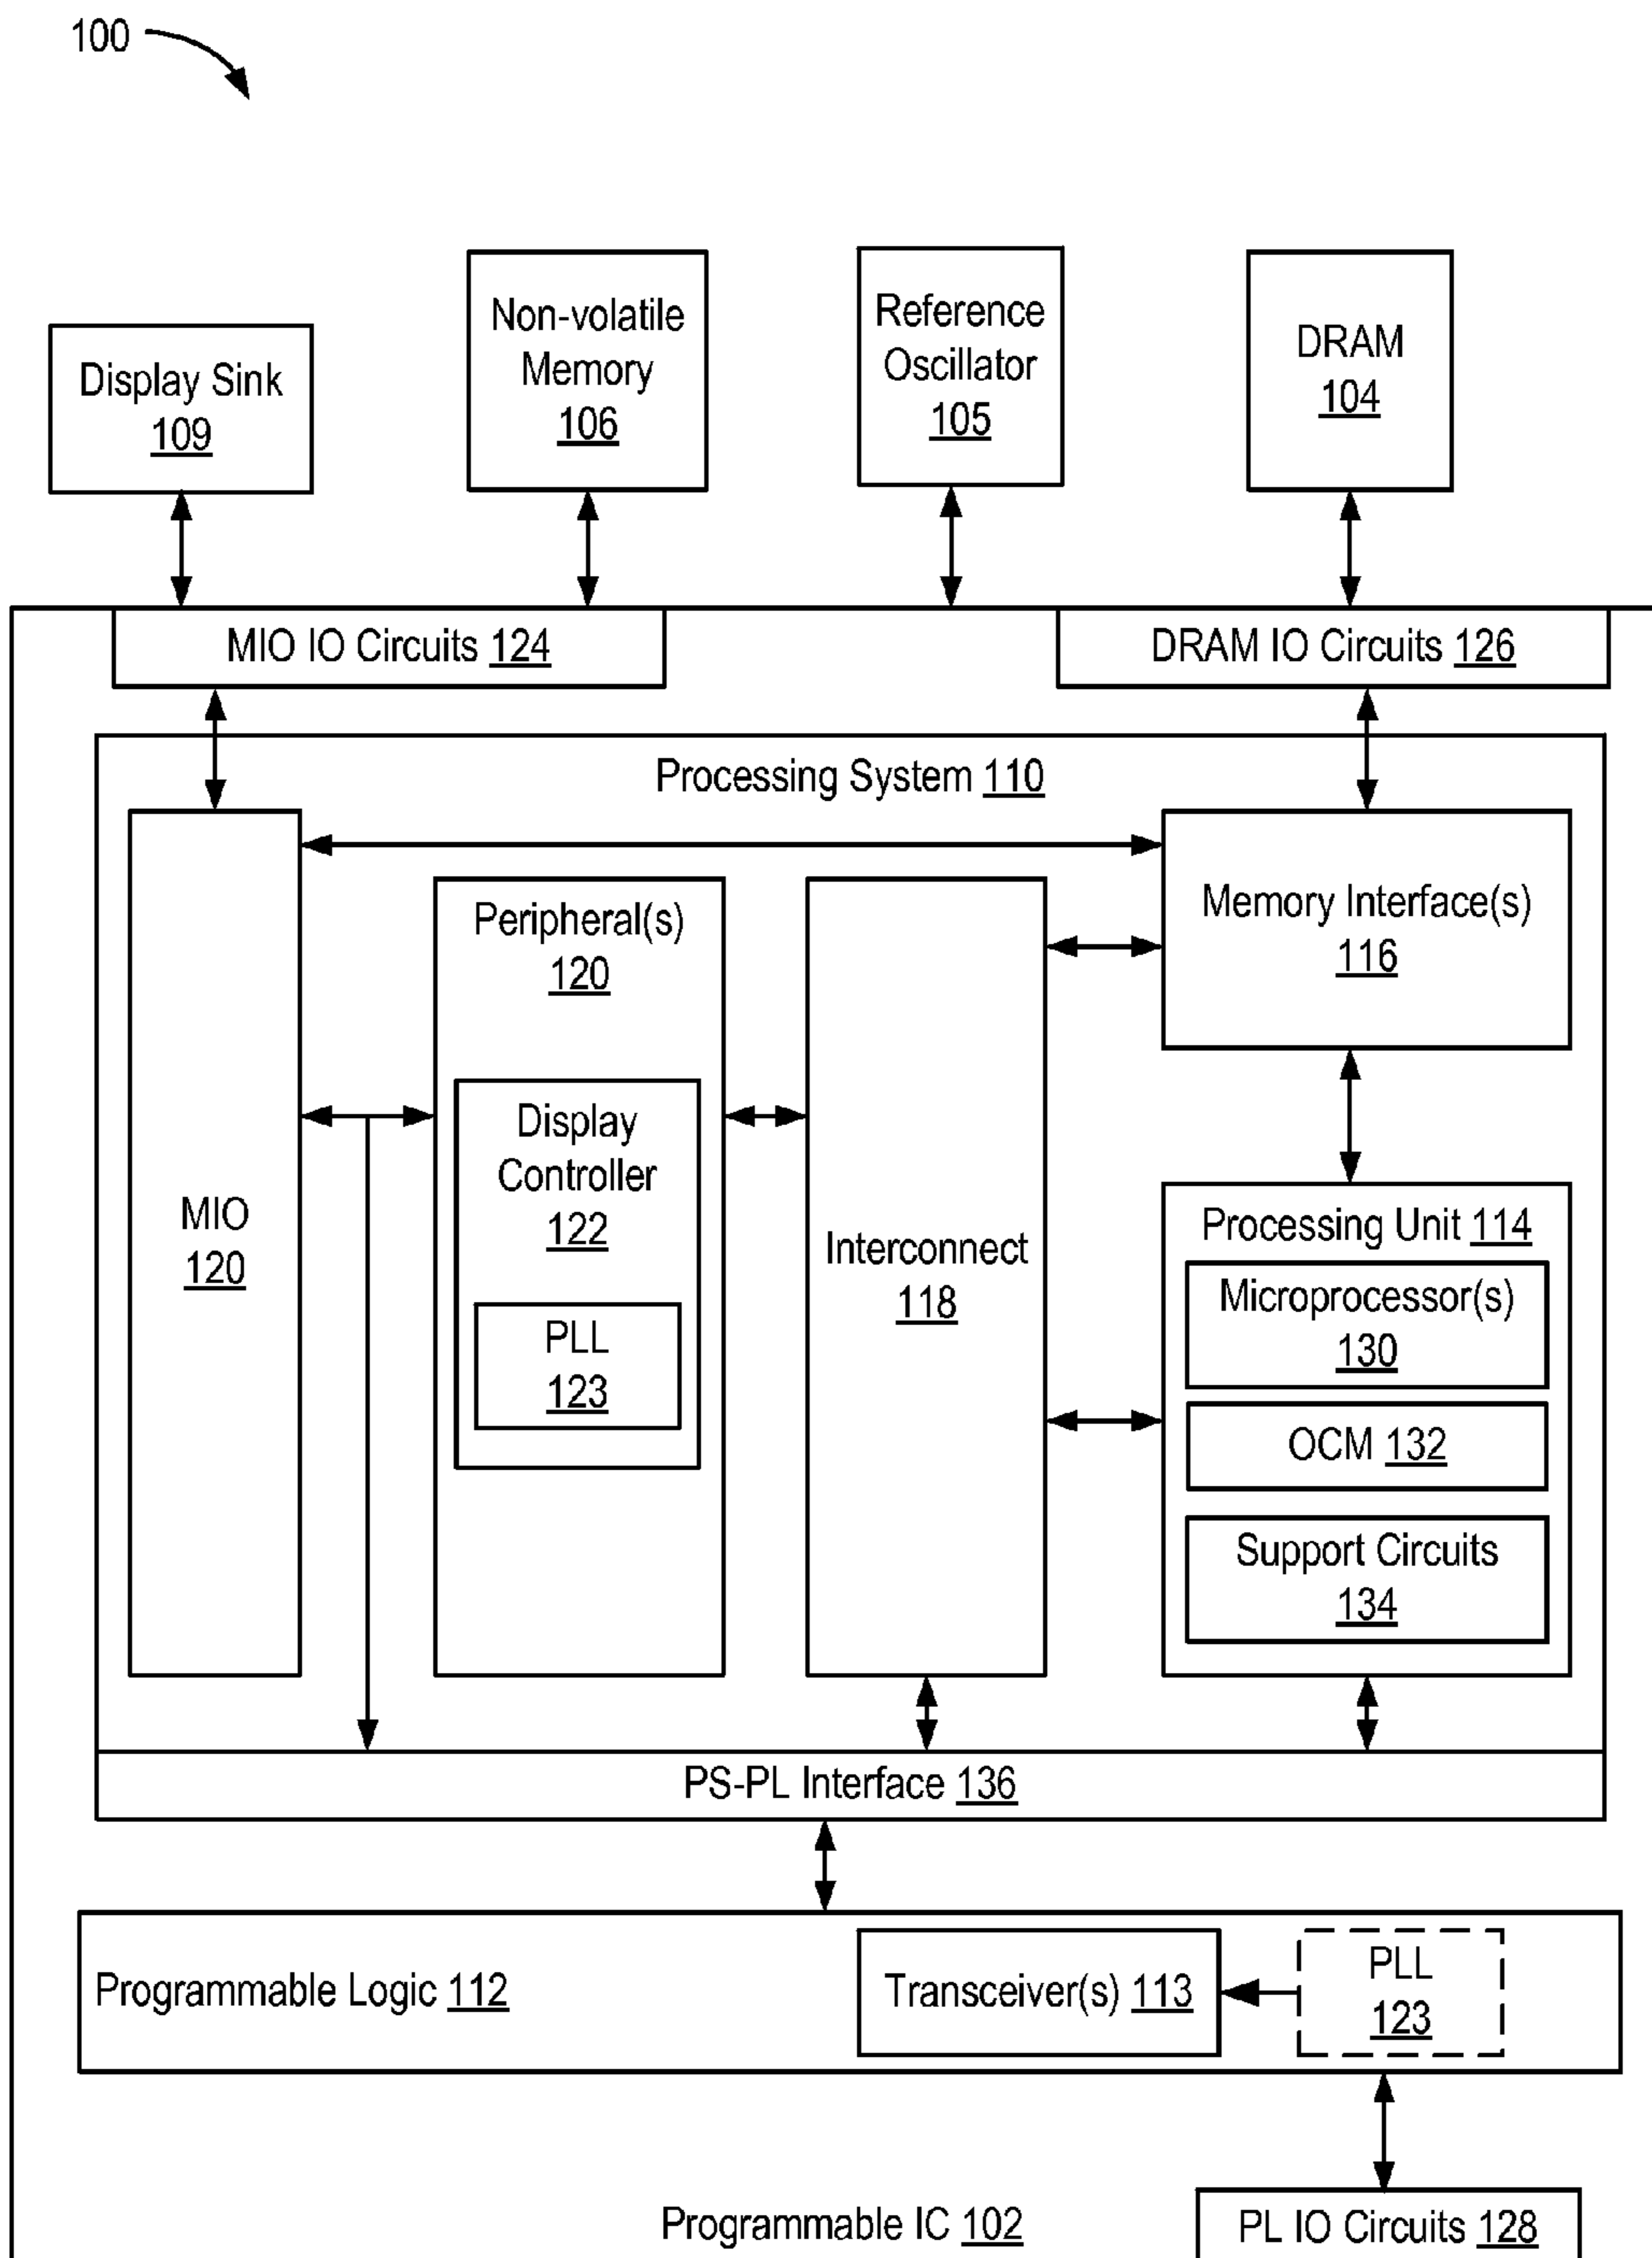 100
Display Sink
109
Non-volatile
Memory
106
Reference
Oscillator
105
DRAM
104
MIO IO Circuits 124
DRAM IO Circuits 126
Processing System 110
MIO
120
Peripheral(s)
120
Display
Controller
122
PLL
123
Interconnect
118
Memory Interface(s)
116
Processing Unit 114
Microprocessor(s)
130
OCM 132
Support Circuits
134
PS-PL Interface 136
Programmable Logic 112
Transceiver(s) 113
PLL
123
Programmable IC 102
PL IO Circuits 128